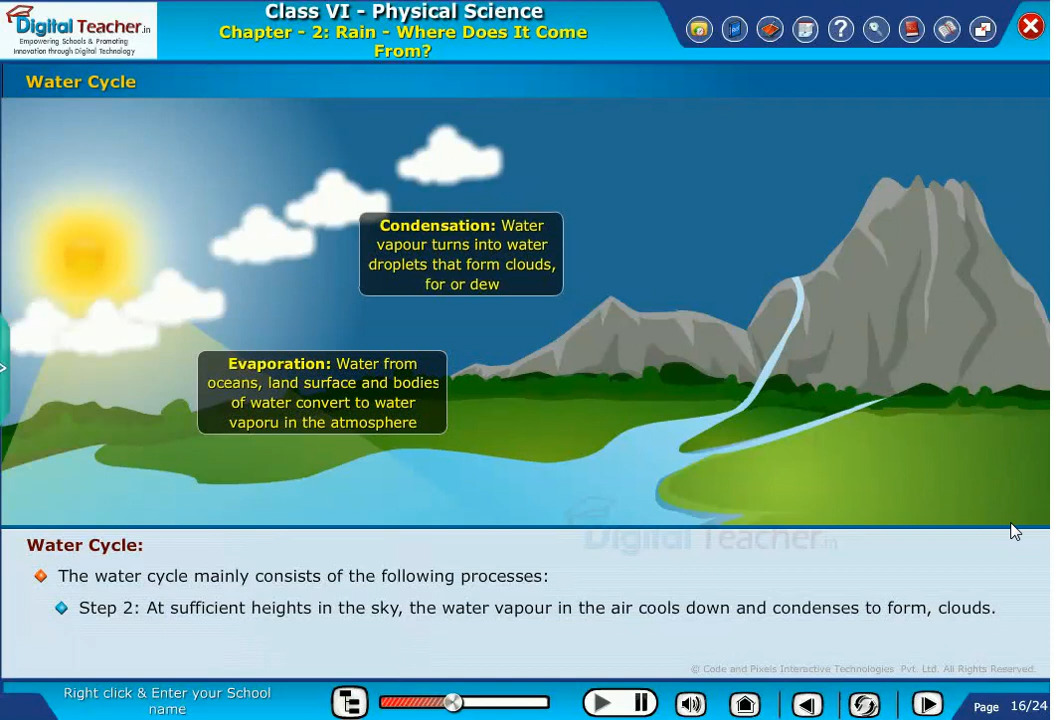 Digital Teacher.in
Empowering Schools & Promoting
Innovation through Digital Technology
Class VI - Physical Science
Chapter - 2: Rain - Where Does It Come
From?
Water Cycle
Condensation: Water
vapour turns into water
droplets that form clouds,
for or dew
Evaporation: Water from
oceans, land surface and bodies
of water convert to water
vaporu in the atmosphere
Digital Teacher.in
Water Cycle:
The water cycle mainly consists of the following processes:
Step 2: At sufficient heights in the sky, the water vapour in the air cools down and condenses to form, clouds.
© Code and Pixels Interactive Technologies Pvt. Ltd. All Rights Reserved.
Right click & Enter your School
name
Page 16/24